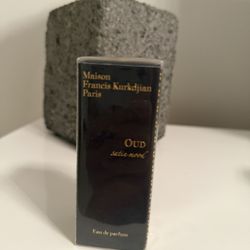 Maison
Francis Kurkdjian
Paris
OUD
satin mood
Eau de parfum